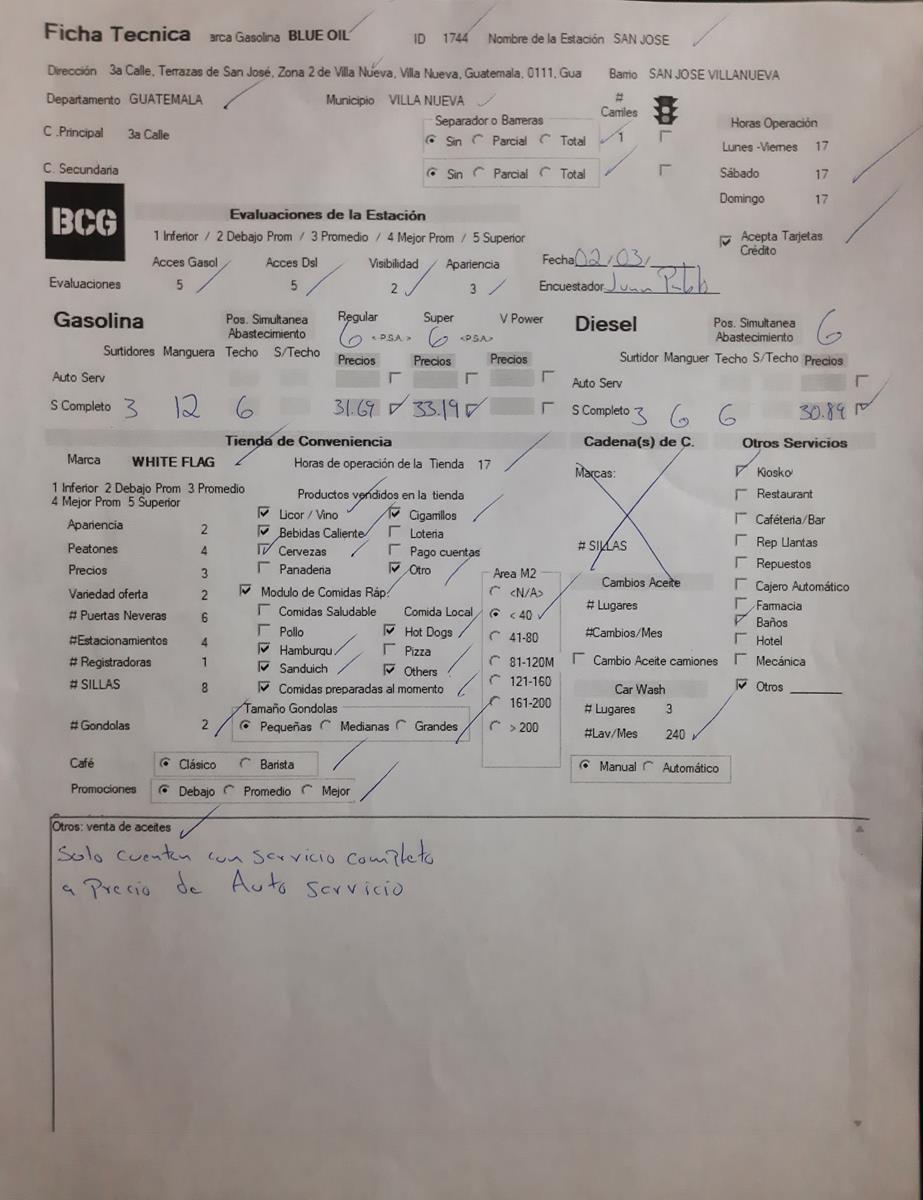 Ficha Tecnica arca Gasolina BLUE OIL ID 1744 Nombre de la Estación SAN JOSE
Dirección 3a Calle, Terrazas de San José, Zona 2 de Villa Nueva, Villa Nueva, Guatemala, 0111, Gua Barrio SAN JOSE VILLANUEVA
Departamento GUATEMALA Municipio VILLA NUEVA # Carriles
Separador o Barreras Horas Operación
C .Principal 3a Calle Sin Parcial Total 1 Lunes -Viernes 17
C. Secundaria Sin Parcial Total Sábado 17
Domingo 17
BCG Evaluaciones de la Estación
1 Inferior / 2 Debajo Prom / 3 Promedio / 4 Mejor Prom / 5 Superior Acepta Tarjetas Crédito
Acces Gasol Acces Dsl Visibilidad Apariencia Fecha 02/03/
Evaluaciones 5 5 2 3 Encuestador Juan Pablo
Gasolina Pos. Simultanea Abastecimiento Regular Super V Power Diesel Pos. Simultanea Abastecimiento 6
6 <P.S.A.> 6 <P.S.A>
Surtidores Manguera Techo S/Techo Precios Precios Precios Surtidor Manguer Techo S/Techo Precios
Auto Serv Auto Serv
S Completo 3 12 6 31.69 33.19 S Completo 3 6 6 30.89
Tienda de Conveniencia Cadena(s) de C. Otros Servicios
Marca WHITE FLAG Horas de operación de la Tienda 17 Marcas: Kiosko
1 Inferior 2 Debajo Prom 3 Promedio
4 Mejor Prom 5 Superior
Productos vendidos en la tienda Restaurant
Licor / Vino Cigarrillos Caféteria/Bar
Apariencia 2 Bebidas Caliente Loteria
Peatones 4 Cervezas Pago cuentas # SILLAS Rep Llantas
Precios 3 Panaderia Otro Area M2 Repuestos
Variedad oferta 2 Modulo de Comidas Ráp. <N/A> Cambios Aceite Cajero Automático
# Puertas Neveras 6 Comidas Saludable Comida Local < 40 # Lugares Farmacia
Baños
#Estacionamientos 4 Pollo Hot Dogs 41-80 #Cambios/Mes Hotel
# Registradoras 1 Hamburqu Pizza 81-120M Cambio Aceite camiones Mecánica
# SILLAS 8 Sanduich Others 121-160 Car Wash Otros
Comidas preparadas al momento 161-200 # Lugares 3
Tamaño Gondolas
# Gondolas 2 Pequeñas Medianas Grandes > 200 #Lav/Mes 240
Café Clásico Barista Manual Automático
Promociones Debajo Promedio Mejor
Otros: venta de aceites
Solo cuentan con servicio completo
a Precio de Auto servicio